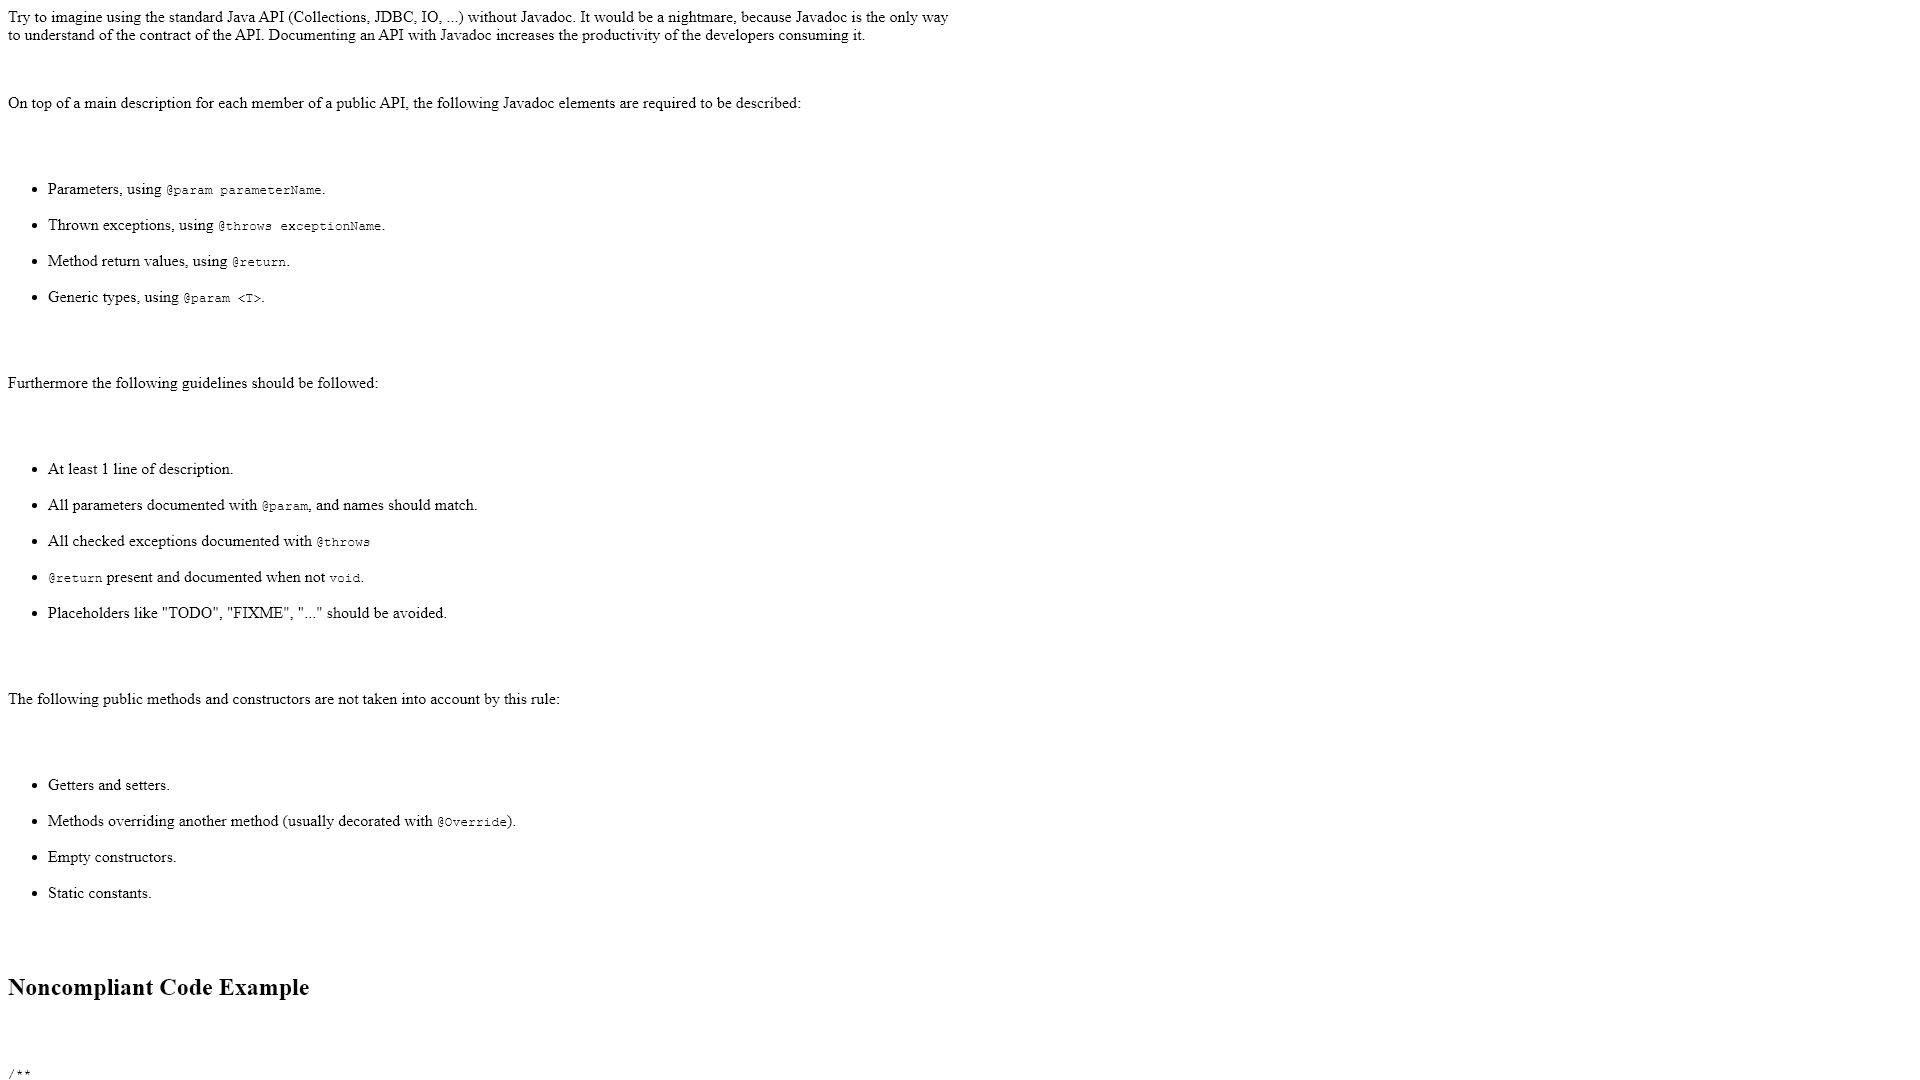 Try to imagine using the standard Java API (Collections, JDBC, IO, ...) without Javadoc. It would be a nightmare, because Javadoc is the only way
to understand of the contract of the API. Documenting an API with Javadoc increases the productivity of the developers consuming it.
On top of a main description for each member of a public API, the following Javadoc elements are required to be described:
• Parameters, using @param parameterName.
• Thrown exceptions, using @throws exceptionName.
• Method return values, using @return.
• Generic types, using @param <T>.
Furthermore the following guidelines should be followed:
• At least 1 line of description.
• All parameters documented with @param, and names should match.
• All checked exceptions documented with @throws
• @return present and documented when not void.
• Placeholders like "TODO", "FIXME", "..." should be avoided.
The following public methods and constructors are not taken into account by this rule:
• Getters and setters.
• Methods overriding another method (usually decorated with @Override).
• Empty constructors.
• Static constants.
Noncompliant Code Example
/**